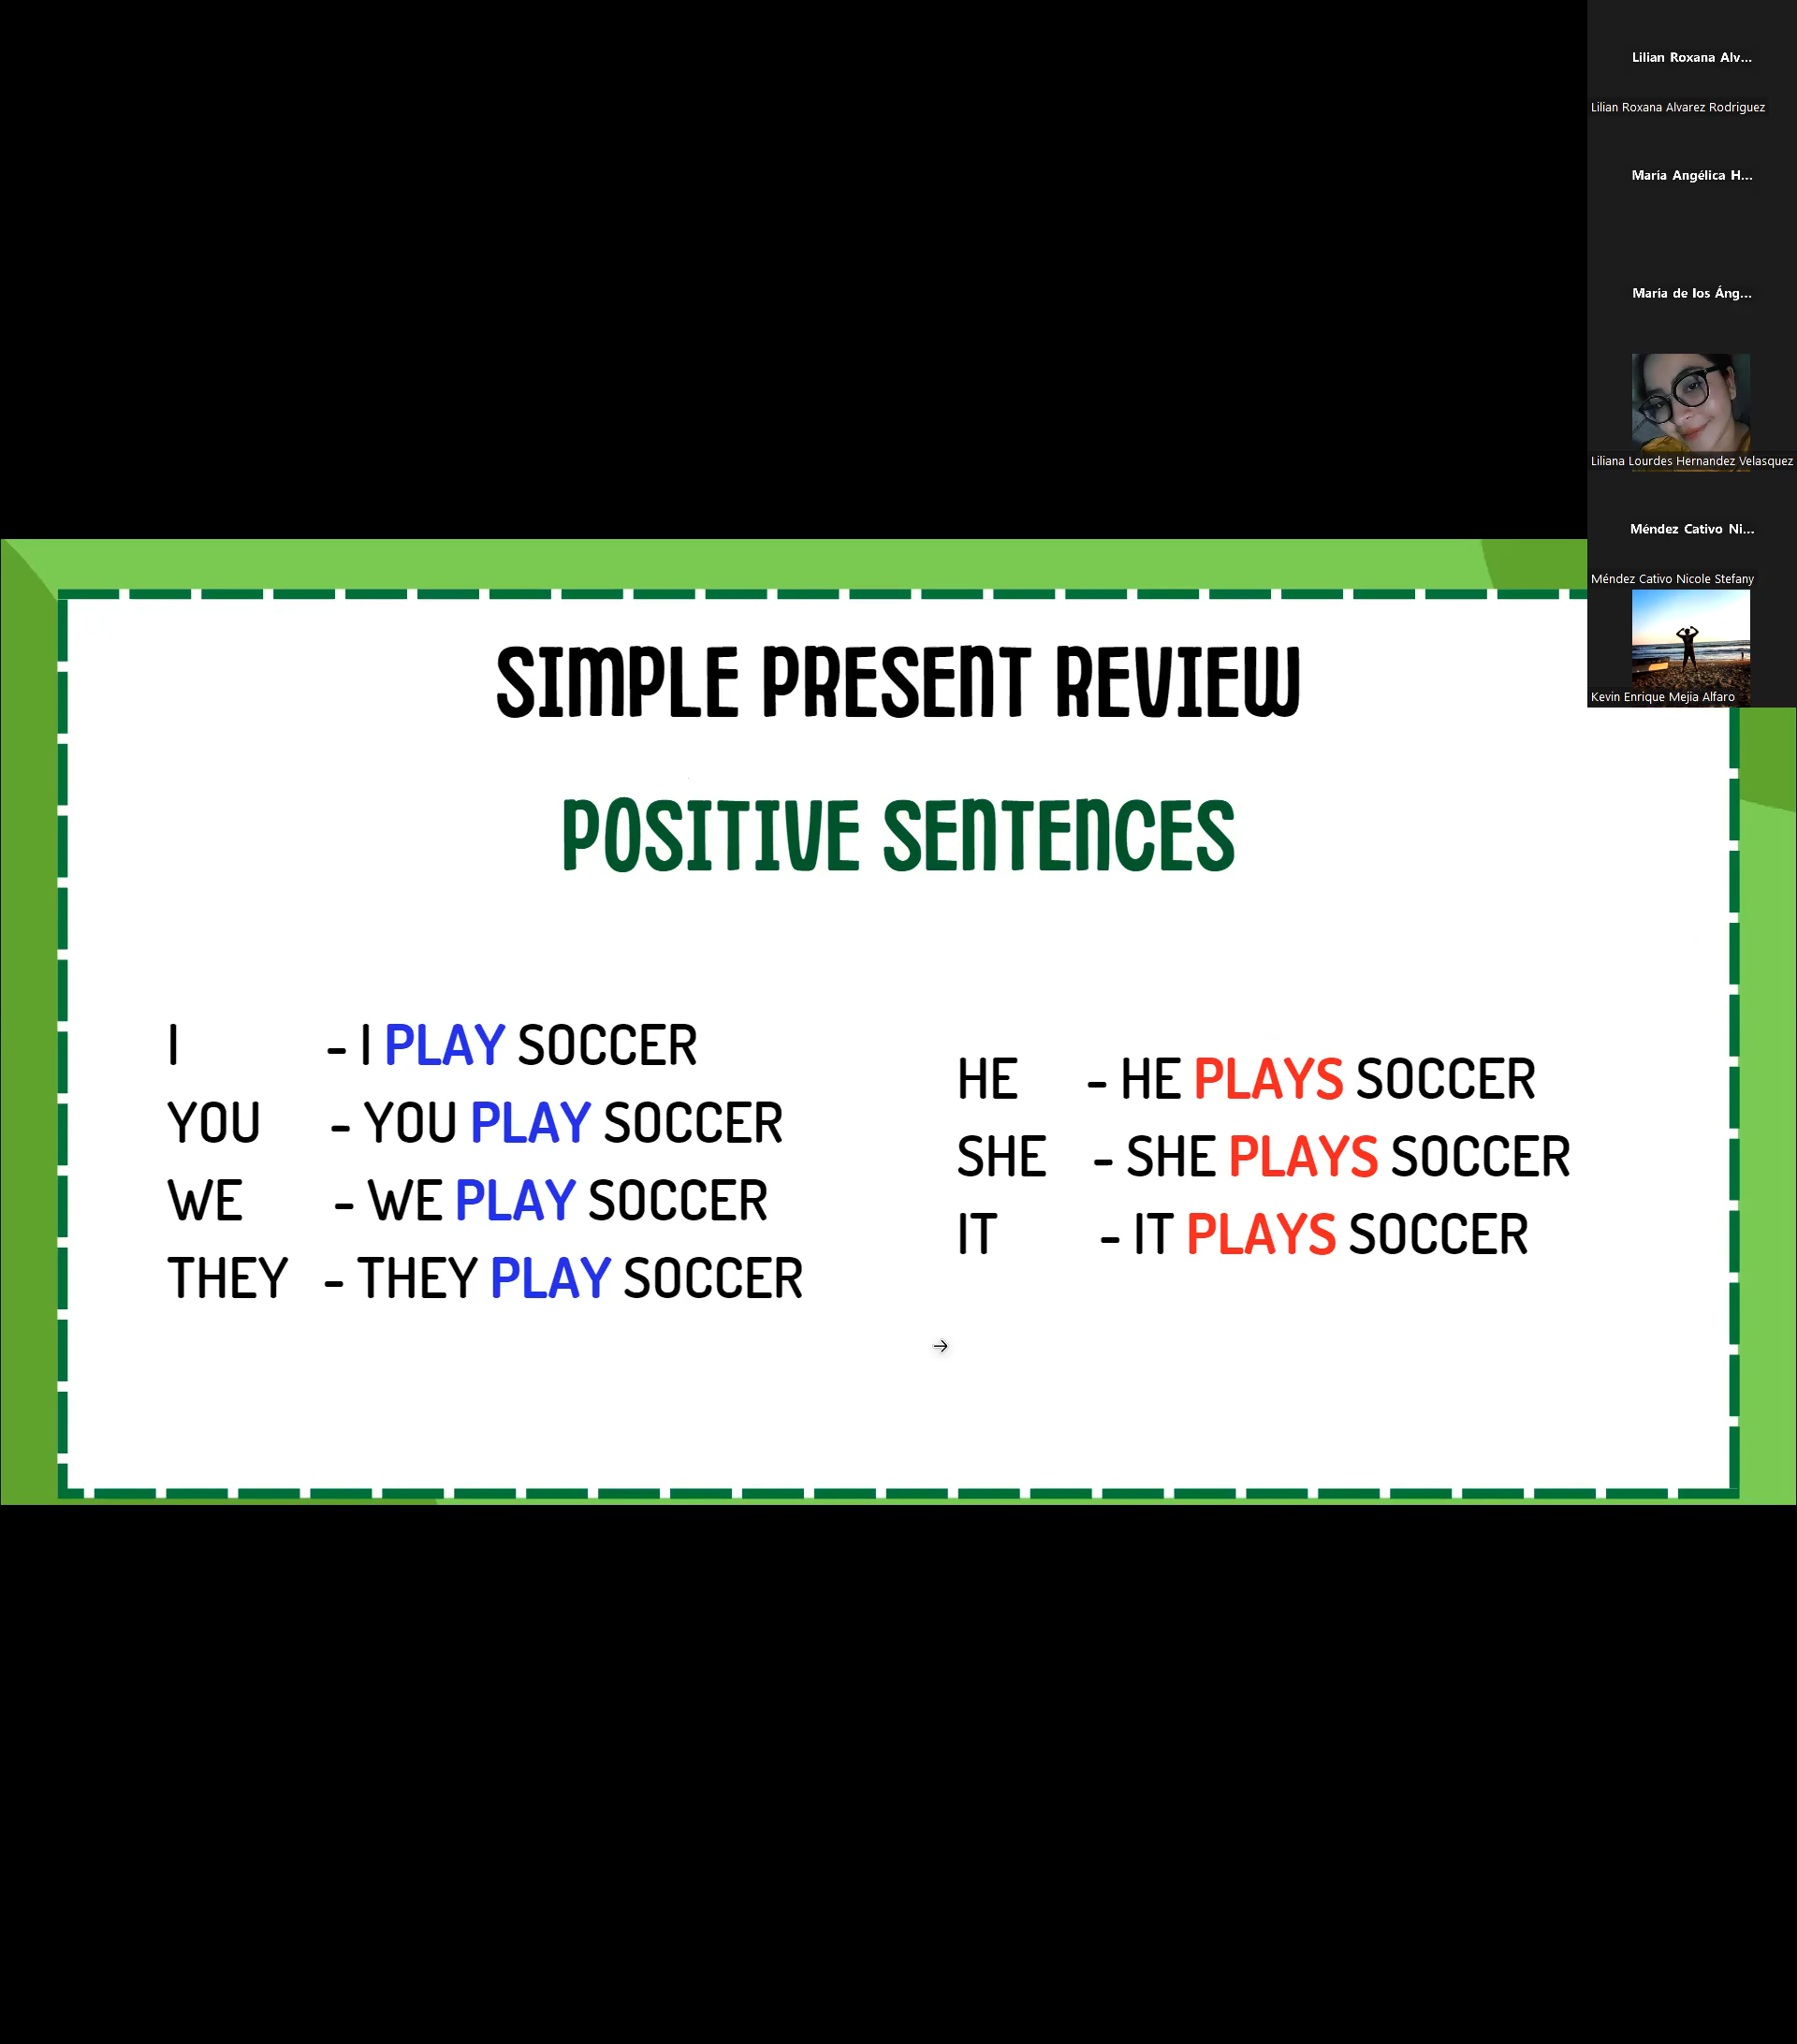 Lilian Roxana Alv...
Lilian Roxana Alvarez Rodriguez
María Angélica H...
María de los Áng...
Liliana Lourdes Hernandez Velasquez
Méndez Cativo Ni...
Méndez Cativo Nicole Stefany
Kevin Enrique Mejia Alfaro
SIMPLE PRESENT REVIEW
POSITIVE SENTENCES
I - I PLAY SOCCER
YOU - YOU PLAY SOCCER
WE - WE PLAY SOCCER
THEY - THEY PLAY SOCCER
HE - HE PLAYS SOCCER
SHE - SHE PLAYS SOCCER
IT - IT PLAYS SOCCER